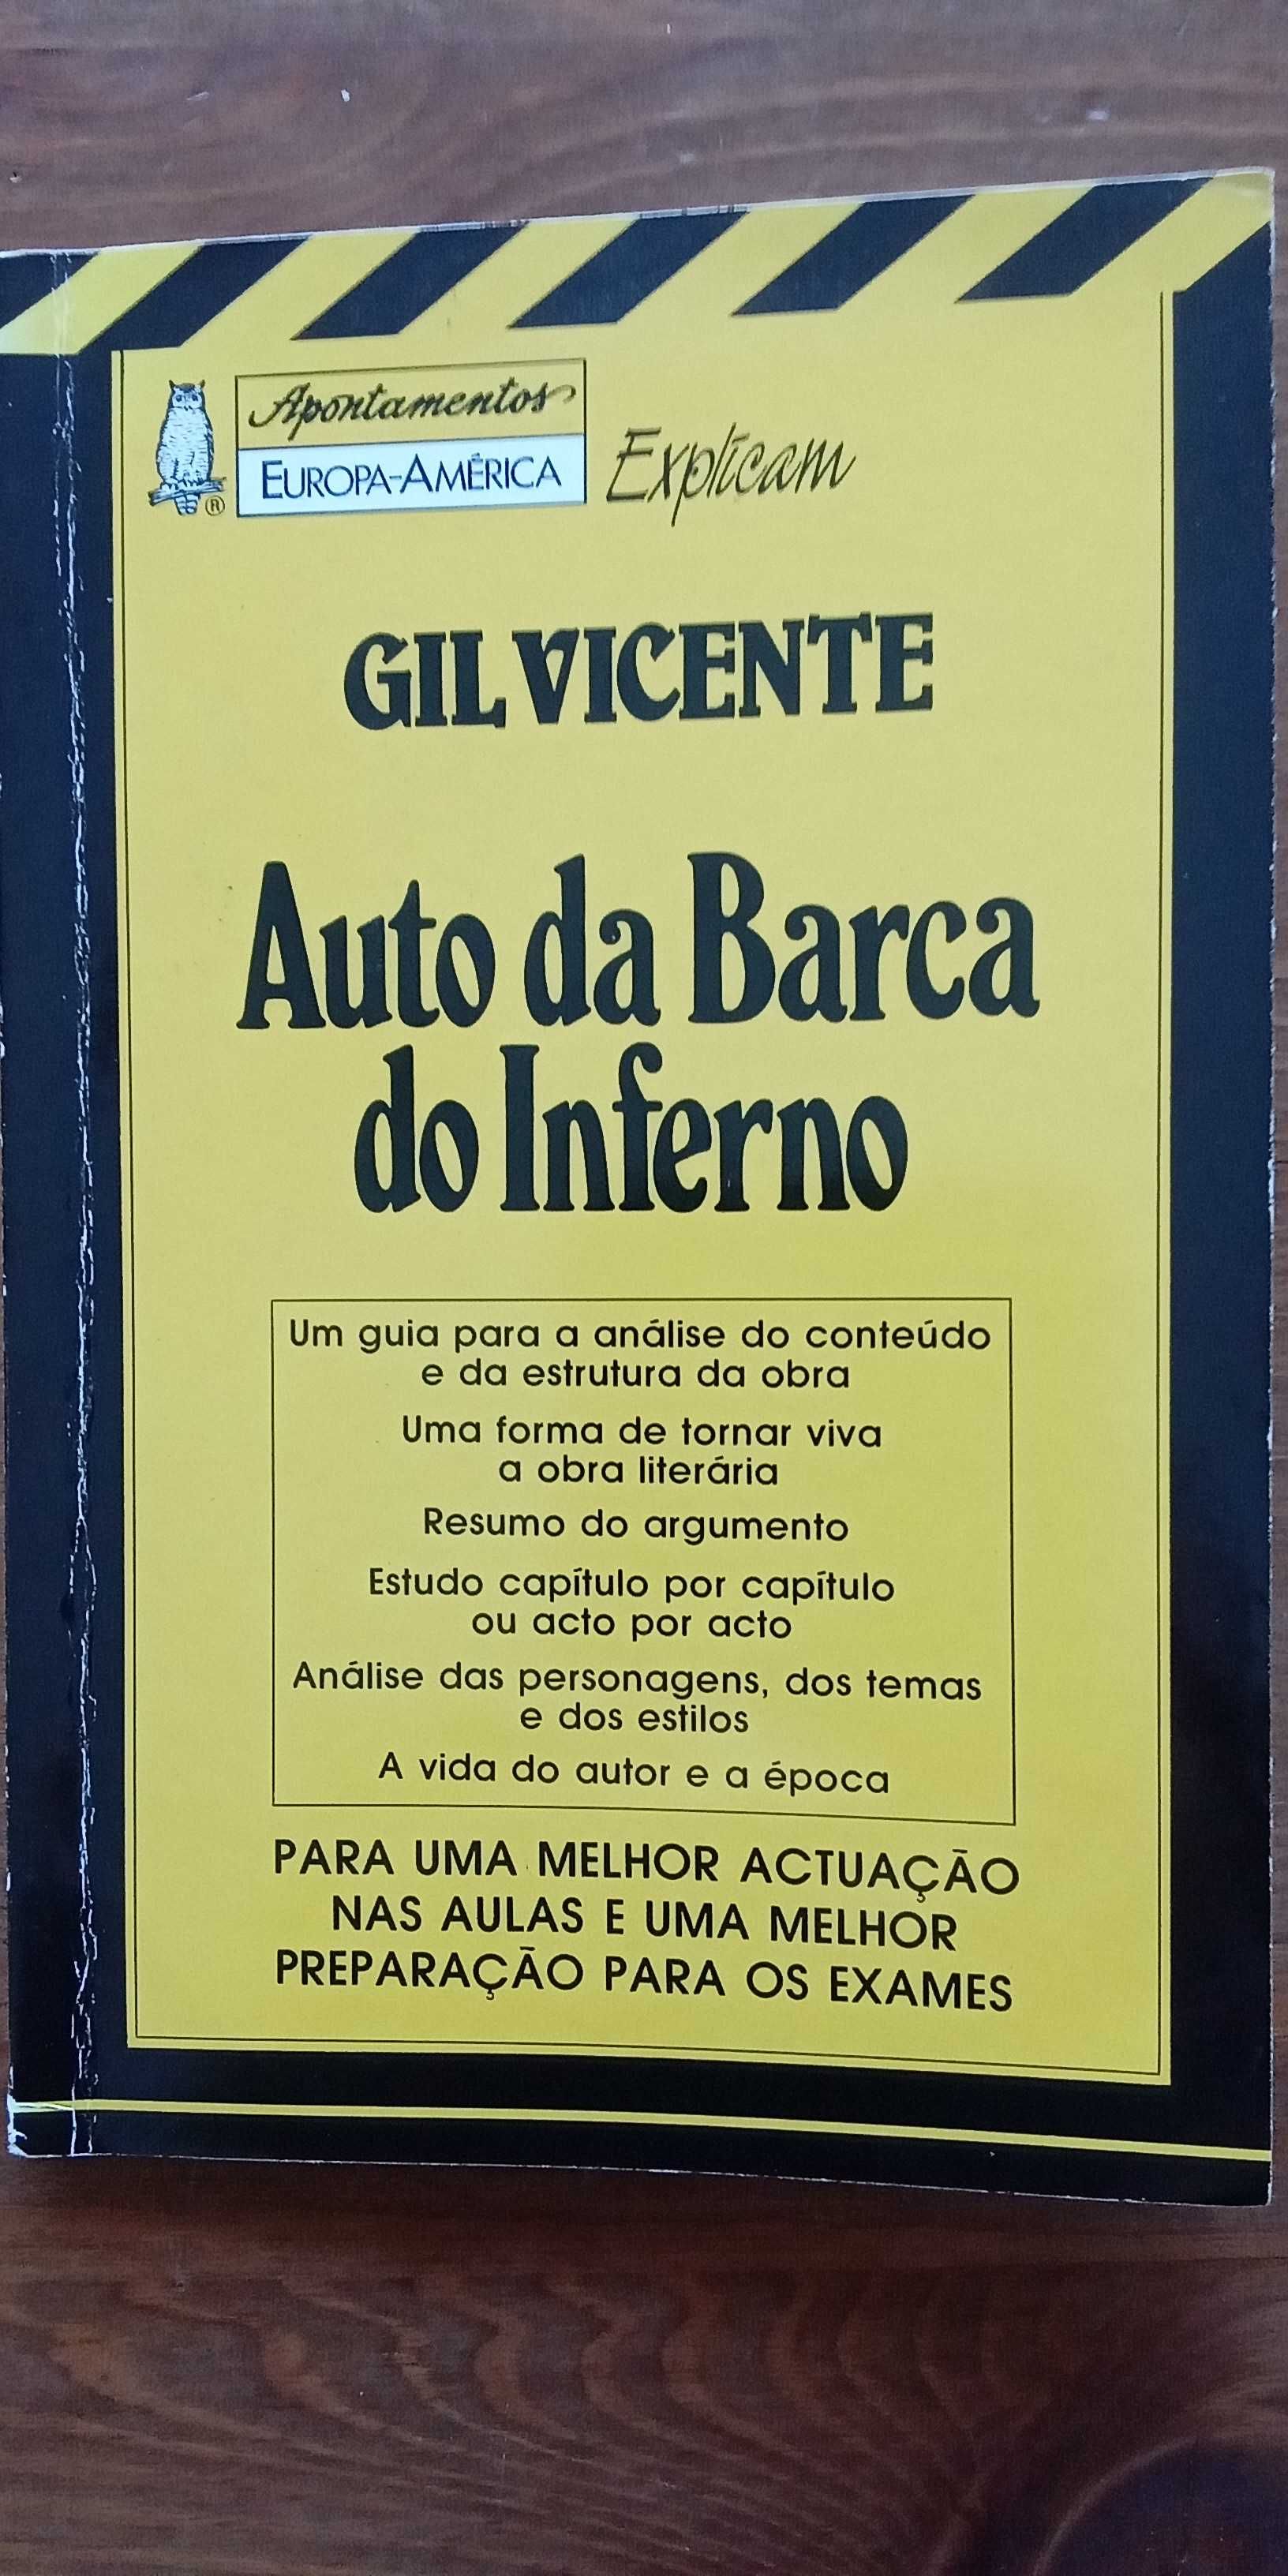 Apontamentos
EUROPA-AMÉRICA
®
Explicam
GIL VICENTE
Auto da Barca
do Inferno
Um guia para a análise do conteúdo
e da estrutura da obra
Uma forma de tornar viva
a obra literária
Resumo do argumento
Estudo capítulo por capítulo
ou acto por acto
Análise das personagens, dos temas
e dos estilos
A vida do autor e a época
PARA UMA MELHOR ACTUAÇÃO
NAS AULAS E UMA MELHOR
PREPARAÇÃO PARA OS EXAMES